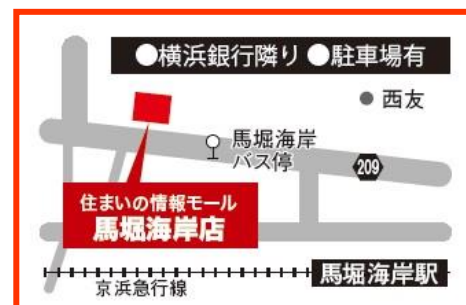 ●横浜銀行隣り ●駐車場有
西友
馬堀海岸
バス停
209
住まいの情報モール
馬堀海岸店
馬堀海岸駅
京浜急行線